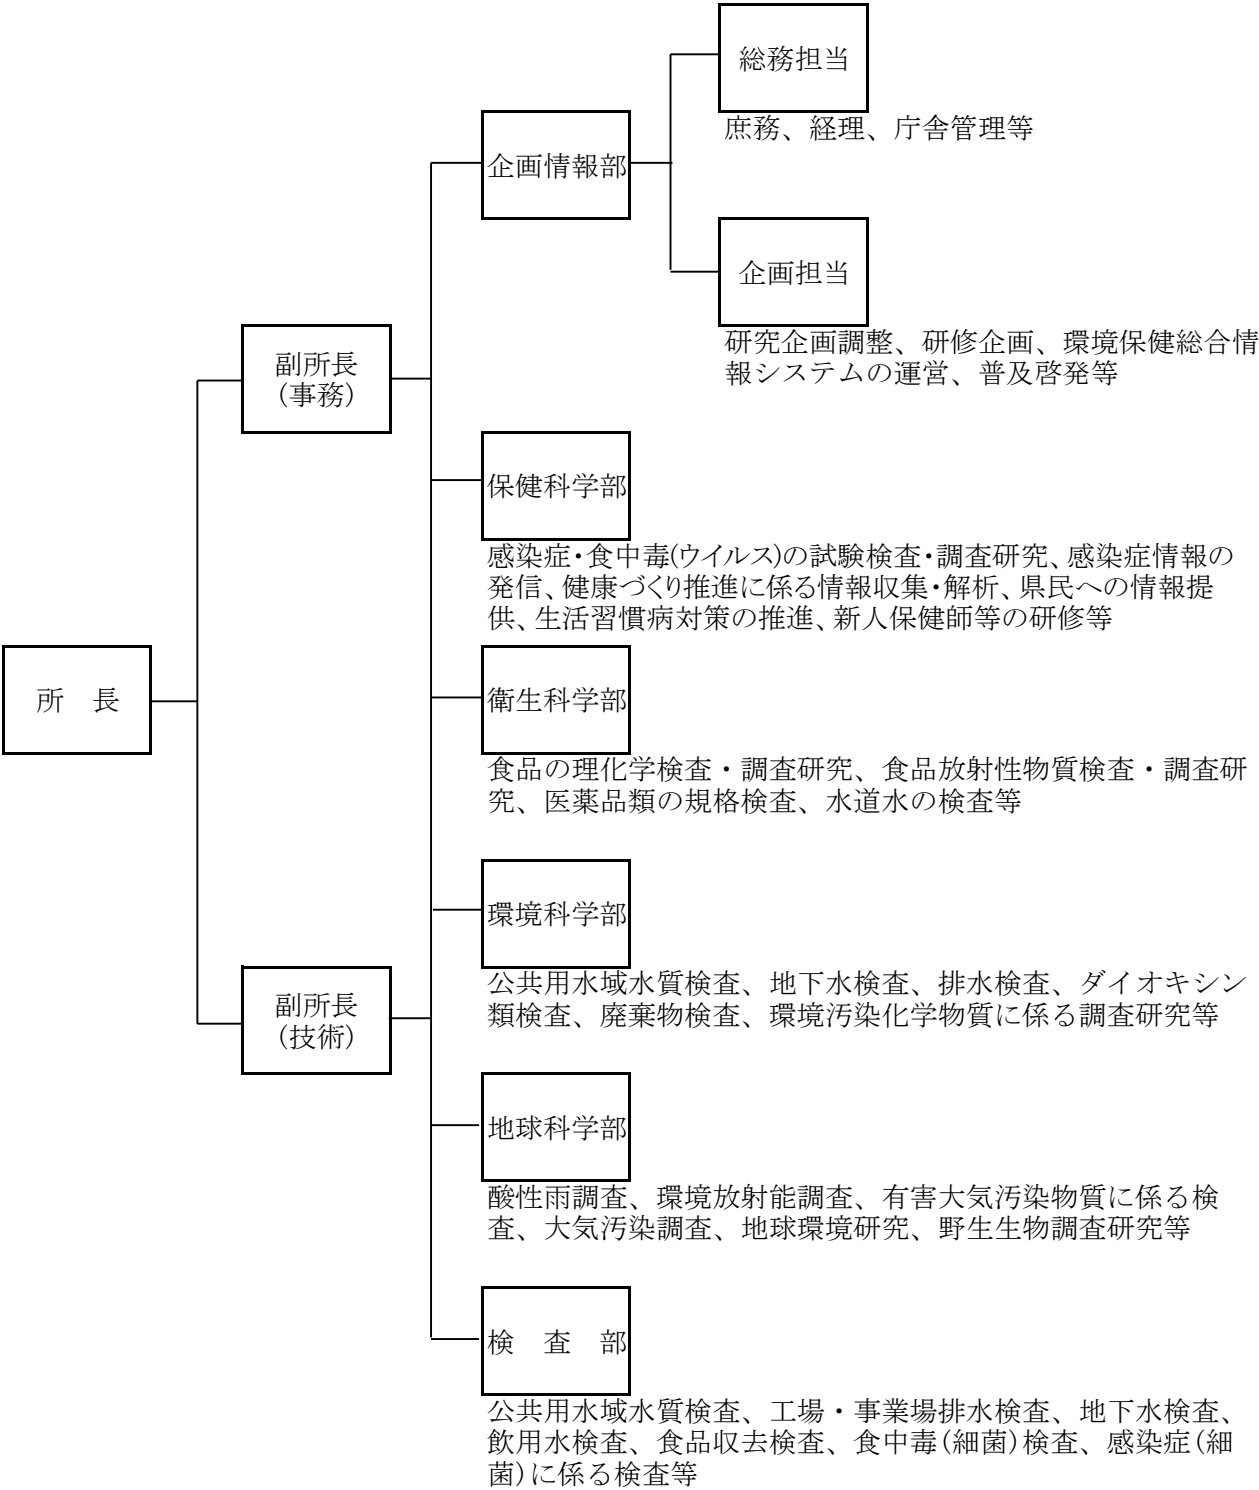 総務担当
庶務、経理、庁舎管理等
企画情報部
企画担当
研究企画調整、研修企画、環境保健総合情
報システムの運営、普及啓発等
副所長
(事務)
保健科学部
感染症・食中毒(ウイルス)の試験検査・調査研究、感染症情報の
発信、健康づくり推進に係る情報収集・解析、県民への情報提
供、生活習慣病対策の推進、新人保健師等の研修等
所　長
衛生科学部
食品の理化学検査・調査研究、食品放射性物質検査・調査研
究、医薬品類の規格検査、水道水の検査等
環境科学部
公共用水域水質検査、地下水検査、排水検査、ダイオキシン
類検査、廃棄物検査、環境汚染化学物質に係る調査研究等
副所長
(技術)
地球科学部
酸性雨調査、環境放射能調査、有害大気汚染物質に係る検
査、大気汚染調査、地球環境研究、野生生物調査研究等
検　査　部
公共用水域水質検査、工場・事業場排水検査、地下水検査、
飲用水検査、食品収去検査、食中毒(細菌)検査、感染症(細
菌)に係る検査等